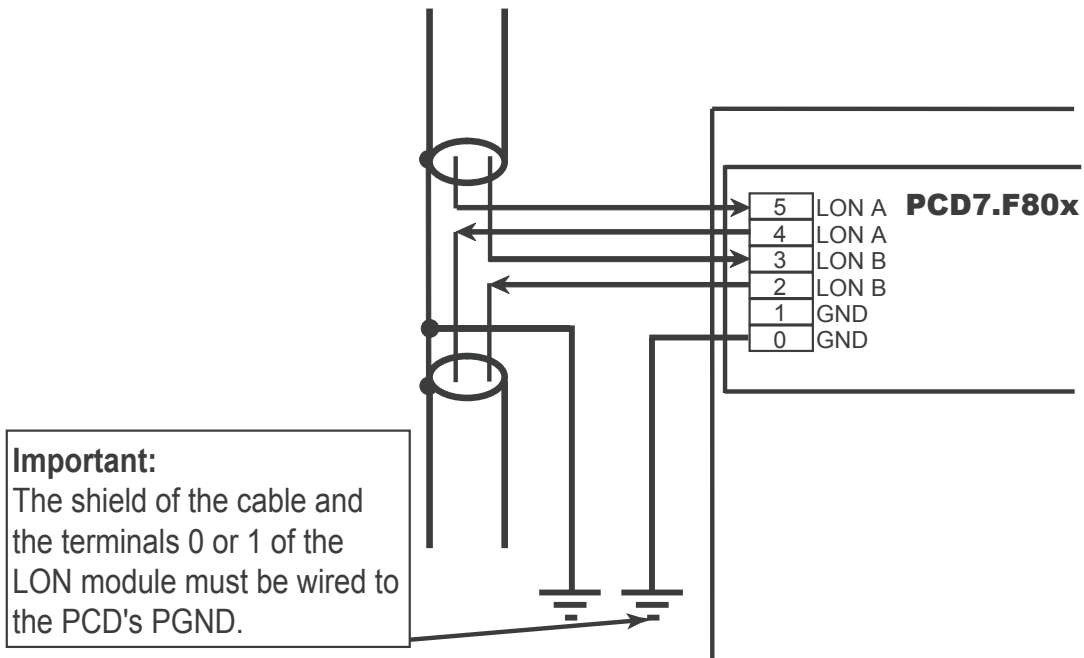 5 LON A PCD7.F80x
4 LON A
3 LON B
2 LON B
1 GND
0 GND
Important:
The shield of the cable and
the terminals 0 or 1 of the
LON module must be wired to
the PCD's PGND.